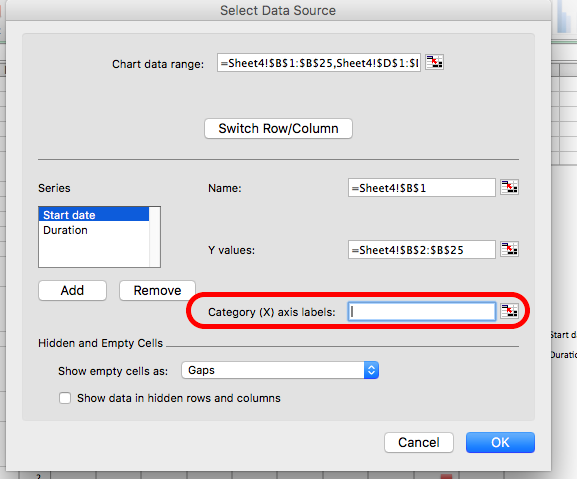 Select Data Source
Chart data range: =Sheet4!$B$1:$B$25,Sheet4!$D$1:$
Switch Row/Column
Series
Name: =Sheet4!$B$1
Start date
Duration
Y values: =Sheet4!$B$2:$B$25
Add Remove
Category (X) axis labels:
Hidden and Empty Cells
Show empty cells as: Gaps
Show data in hidden rows and columns
Cancel OK
2